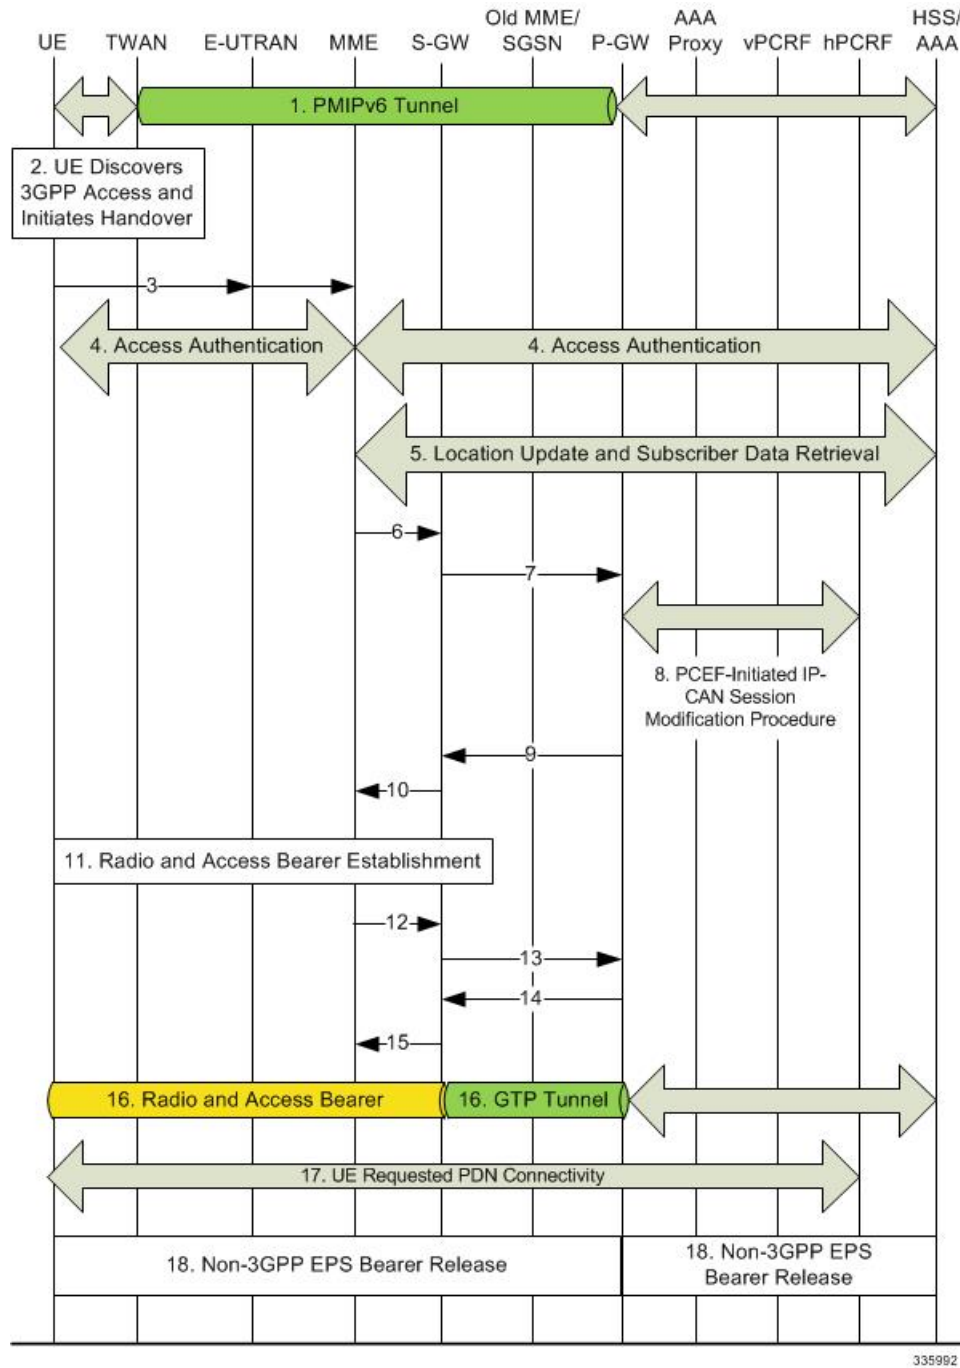 UE TWAN E-UTRAN MME S-GW Old MME/ SGSN P-GW AAA Proxy vPCRF hPCRF HSS/ AAA
1. PMIPv6 Tunnel
2. UE Discovers
3GPP Access and
Initiates Handover
3
4. Access Authentication
4. Access Authentication
5. Location Update and Subscriber Data Retrieval
6
7
8. PCEF-Initiated IP-
CAN Session
Modification Procedure
9
10
11. Radio and Access Bearer Establishment
12
13
14
15
16. Radio and Access Bearer
16. GTP Tunnel
17. UE Requested PDN Connectivity
18. Non-3GPP EPS Bearer Release
18. Non-3GPP EPS
Bearer Release
335992